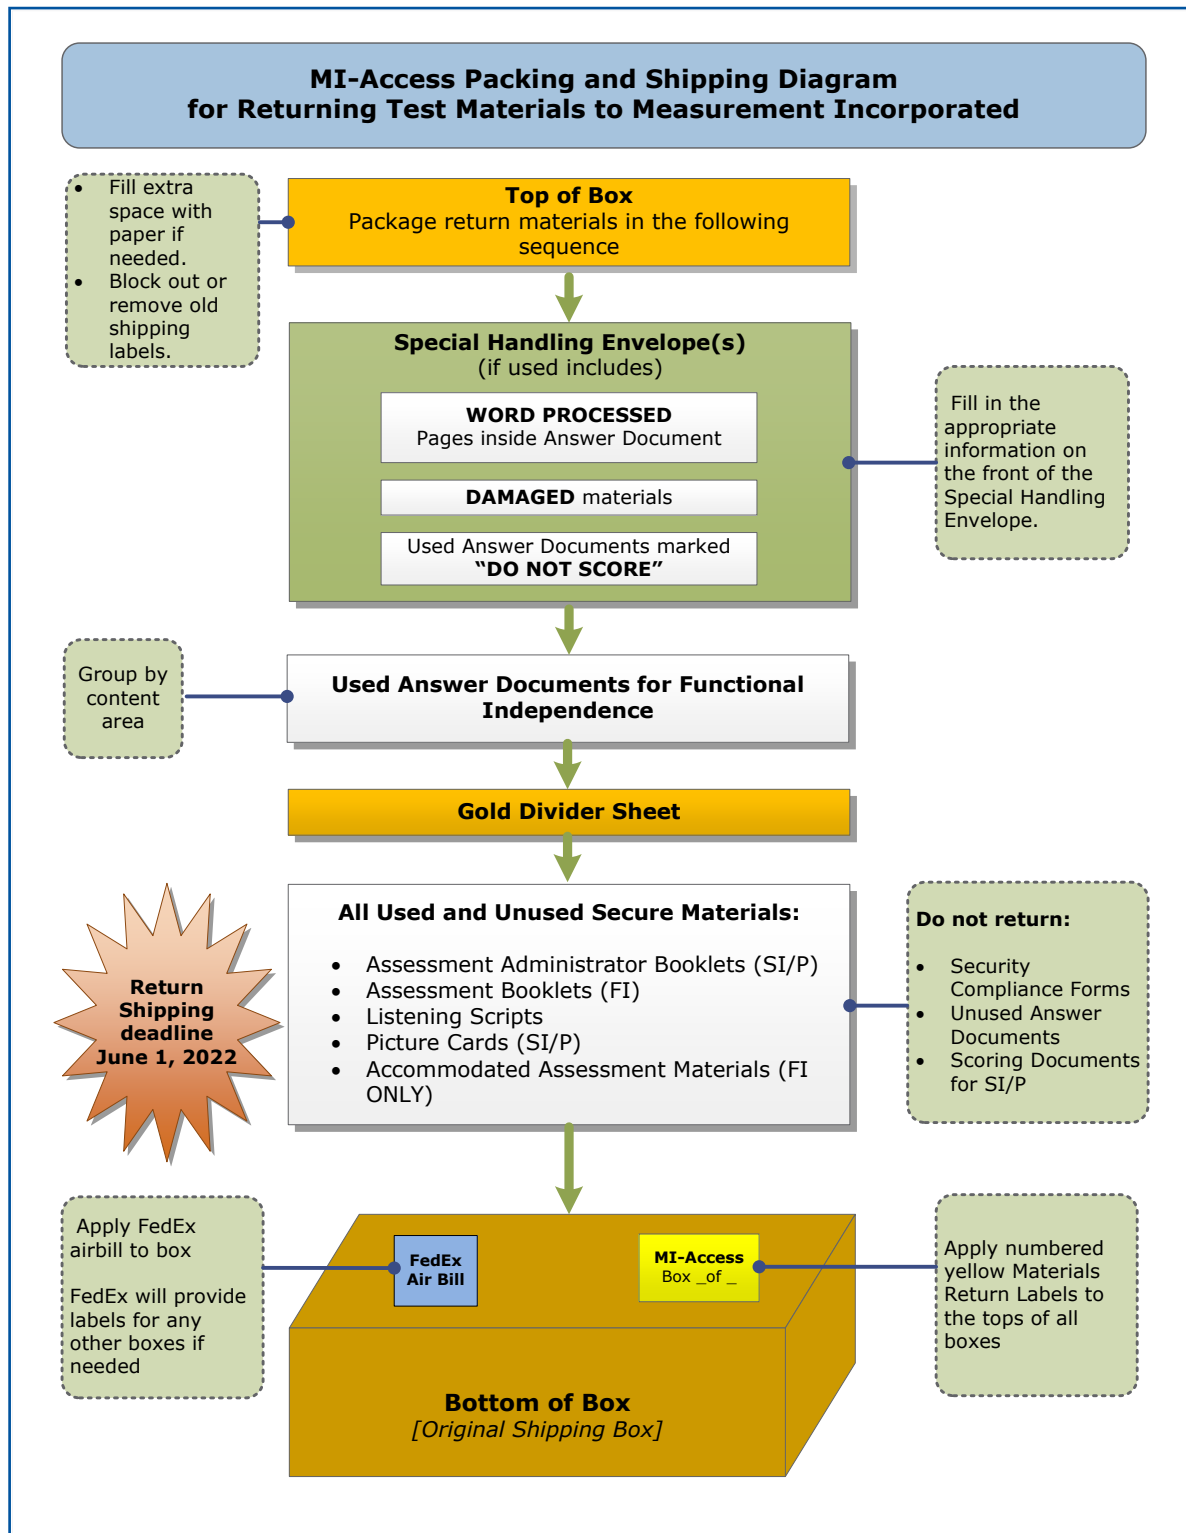 MI-Access Packing and Shipping Diagram
for Returning Test Materials to Measurement Incorporated
• Fill extra
space with
paper if
needed.
• Block out or
remove old
shipping
labels.
Top of Box
Package return materials in the following
sequence
Special Handling Envelope(s)
(if used includes)
WORD PROCESSED
Pages inside Answer Document
DAMAGED materials
Used Answer Documents marked
“DO NOT SCORE”
Fill in the
appropriate
information on
the front of the
Special Handling
Envelope.
Group by
content
area
Used Answer Documents for Functional
Independence
Gold Divider Sheet
Return
Shipping
deadline
June 1, 2022
All Used and Unused Secure Materials:
• Assessment Administrator Booklets (SI/P)
• Assessment Booklets (FI)
• Listening Scripts
• Picture Cards (SI/P)
• Accommodated Assessment Materials (FI
ONLY)
Do not return:
• Security
Compliance Forms
• Unused Answer
Documents
• Scoring Documents
for SI/P
Apply FedEx
airbill to box
FedEx will provide
labels for any
other boxes if
needed
FedEx
Air Bill
MI-Access
Box _of _
Apply numbered
yellow Materials
Return Labels to
the tops of all
boxes
Bottom of Box
[Original Shipping Box]